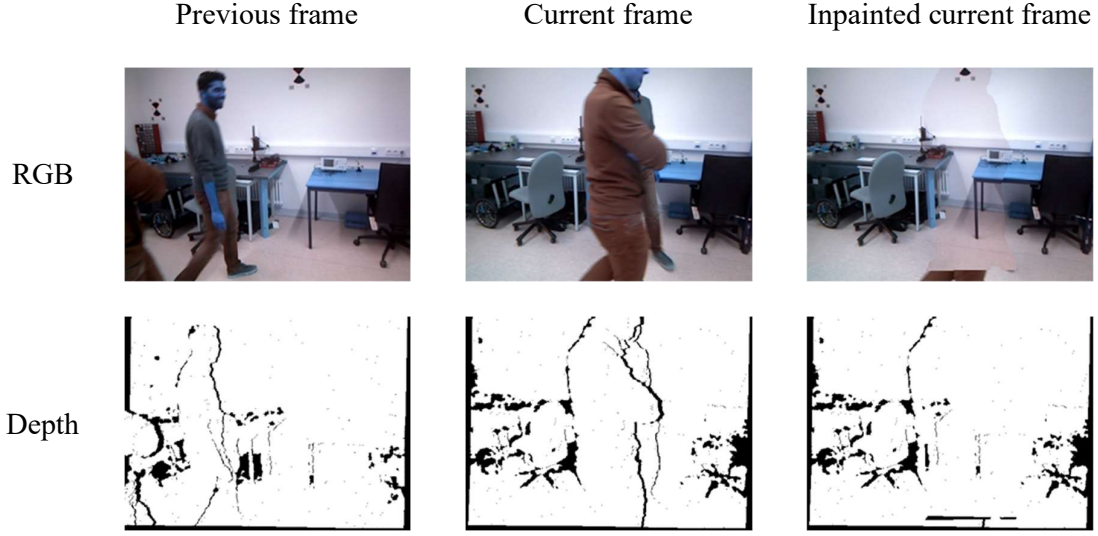 Previous frame
Current frame
Inpainted current frame
RGB
Depth